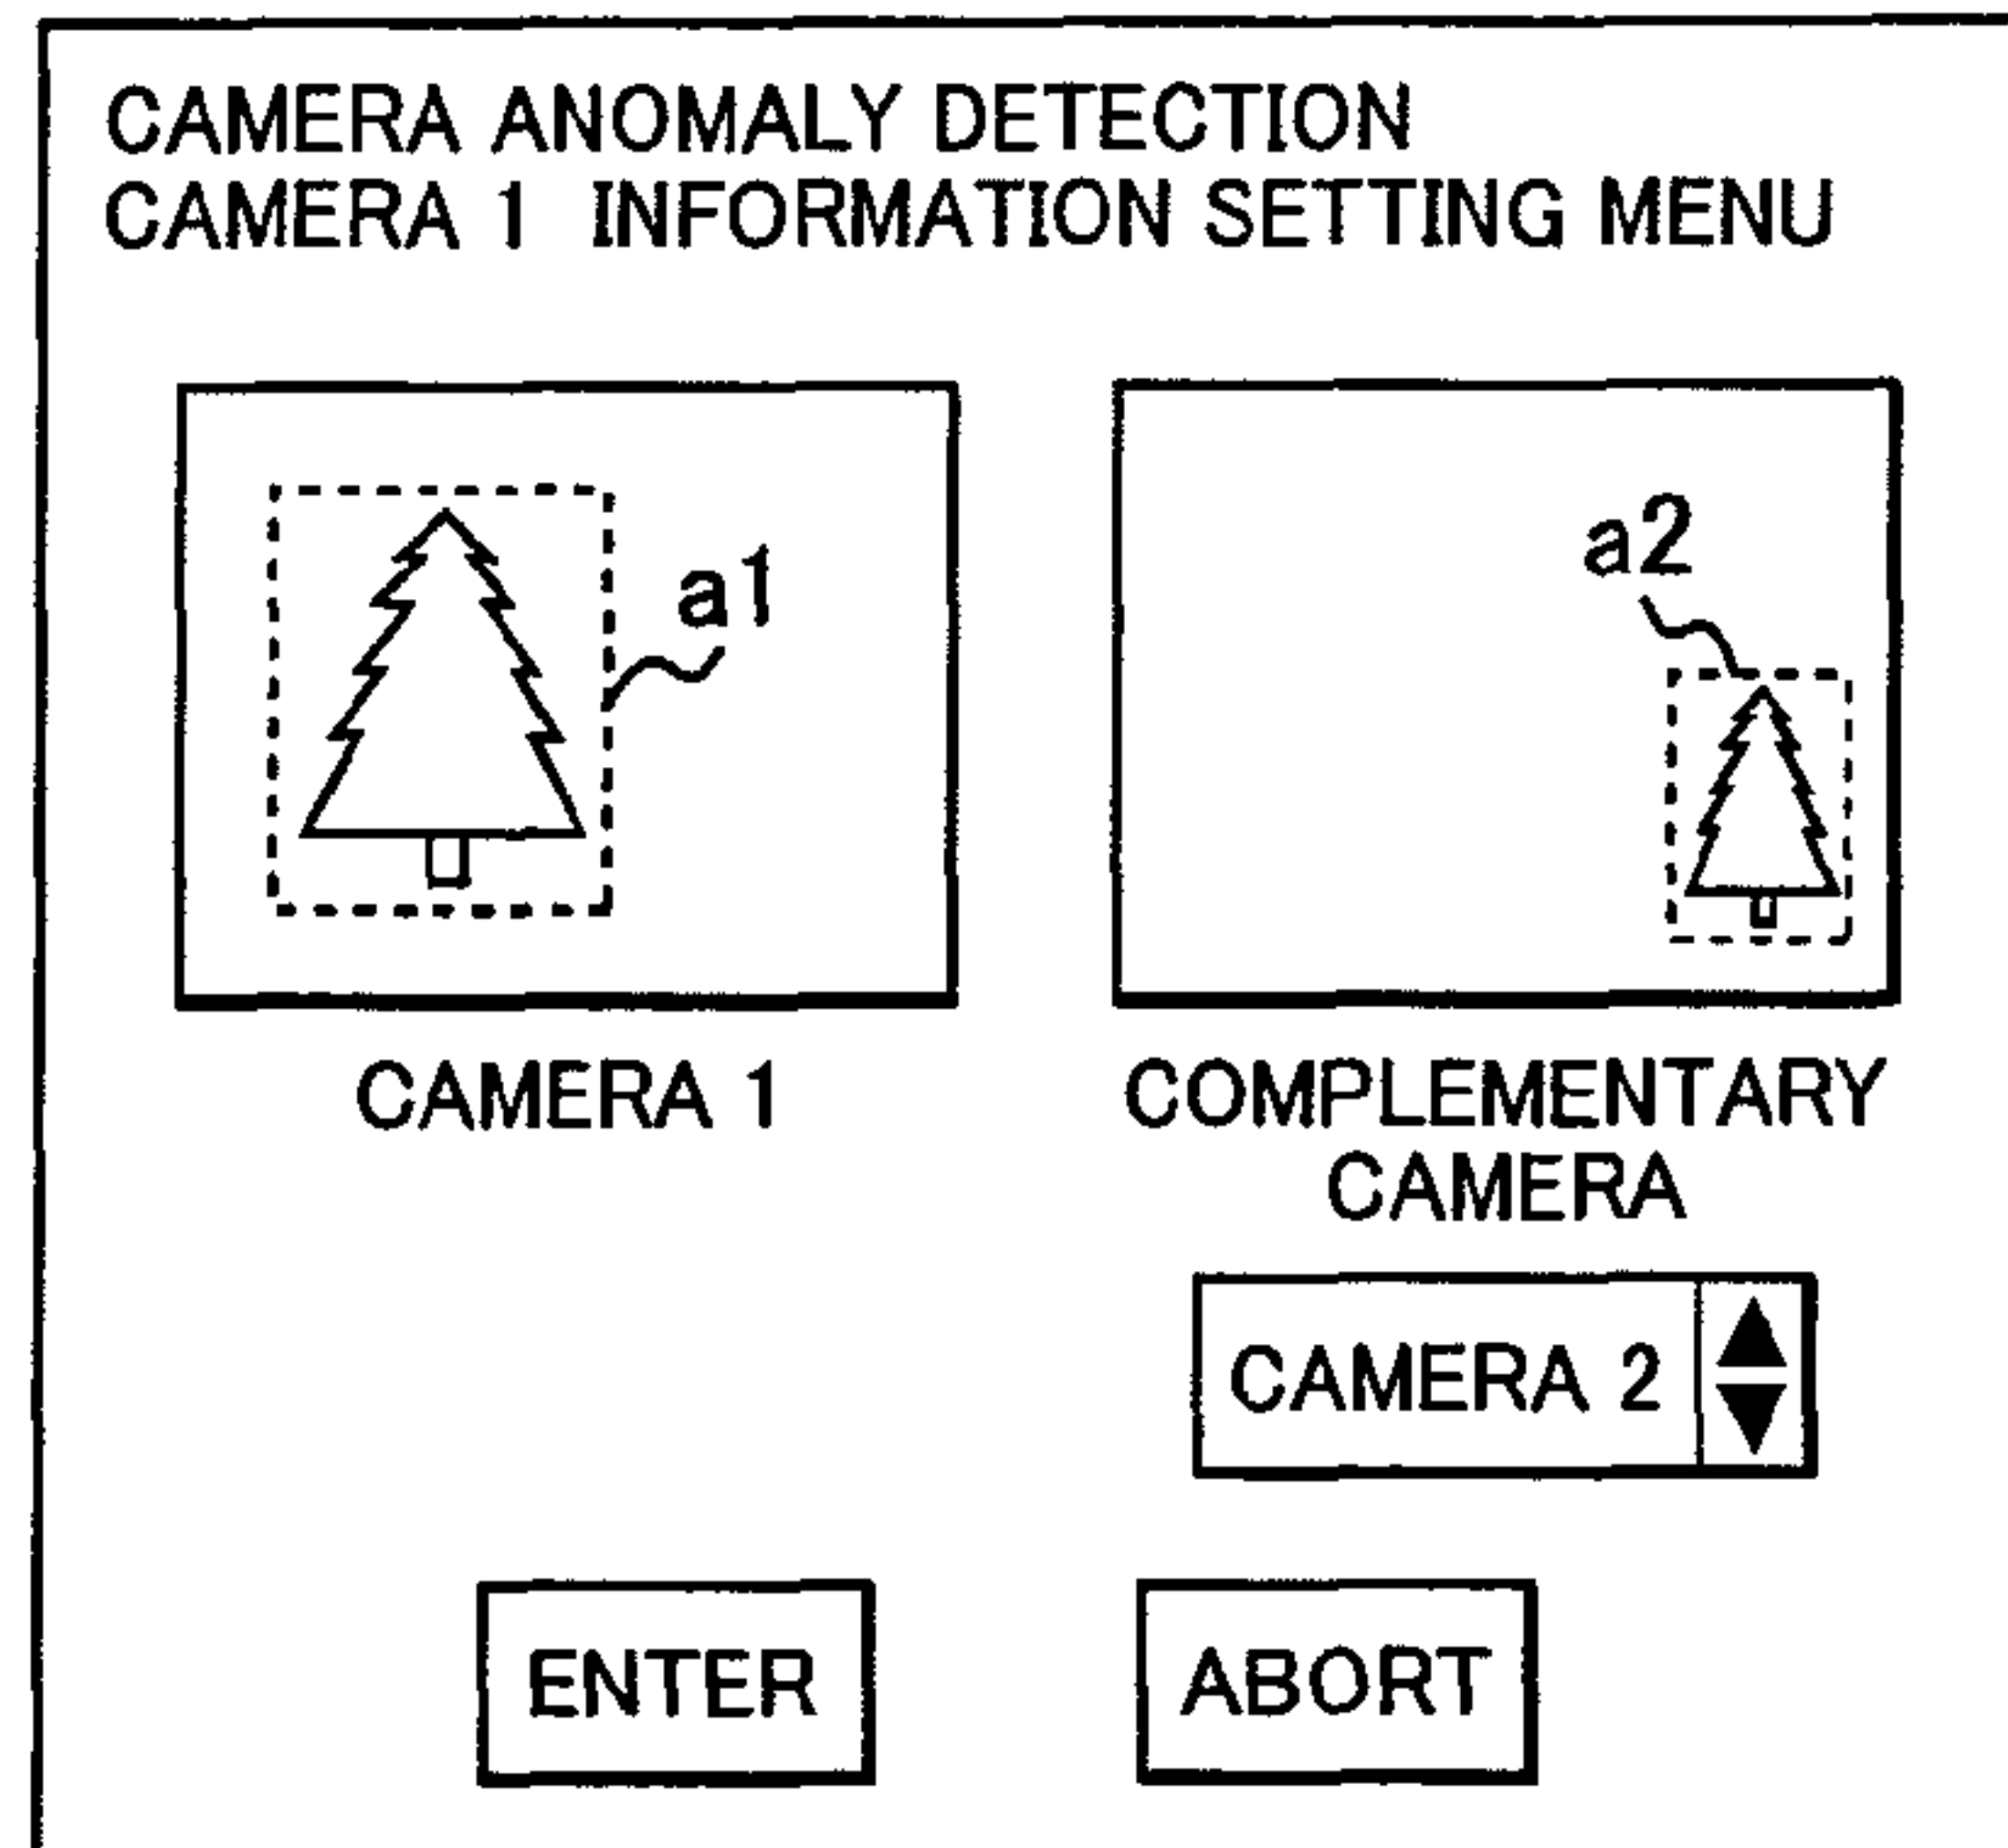 CAMERA ANOMALY DETECTION
CAMERA 1 INFORMATION SETTING MENU
a1
a2
CAMERA 1
COMPLEMENTARY
CAMERA
CAMERA 2
ENTER
ABORT